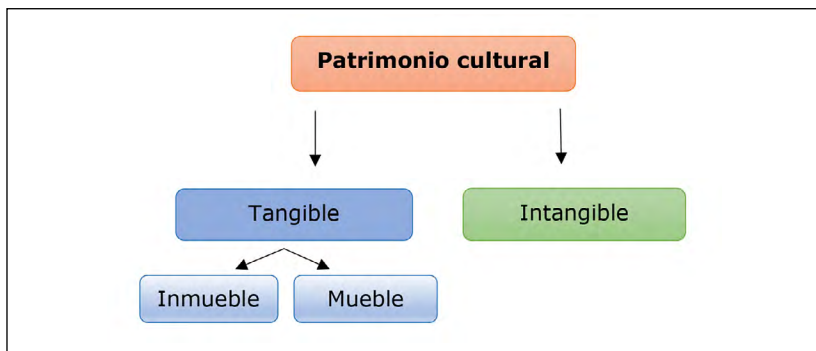 Patrimonio cultural
Tangible
Intangible
Inmueble
Mueble